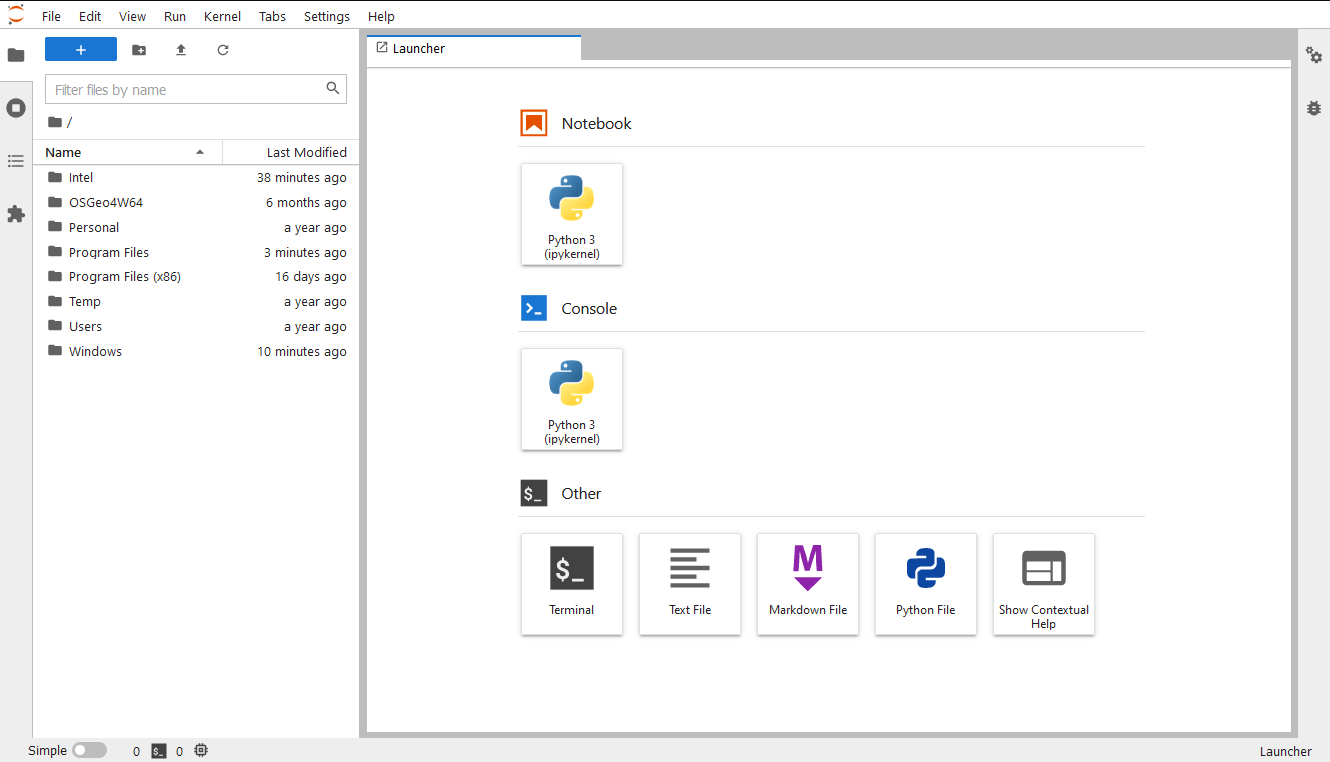 File Edit View Run Kernel Tabs Settings Help
+
Launcher
Filter files by name
/
Name Last Modified
Intel 38 minutes ago
OSGeo4W64 6 months ago
Personal a year ago
Program Files 3 minutes ago
Program Files (x86) 16 days ago
Temp a year ago
Users a year ago
Windows 10 minutes ago
Notebook
Python 3
(ipykernel)
Console
Python 3
(ipykernel)
$_ Other
$_
Terminal
Text File
M
Markdown File
Python File
Show Contextual
Help
Simple 0 $_ 0 Launcher